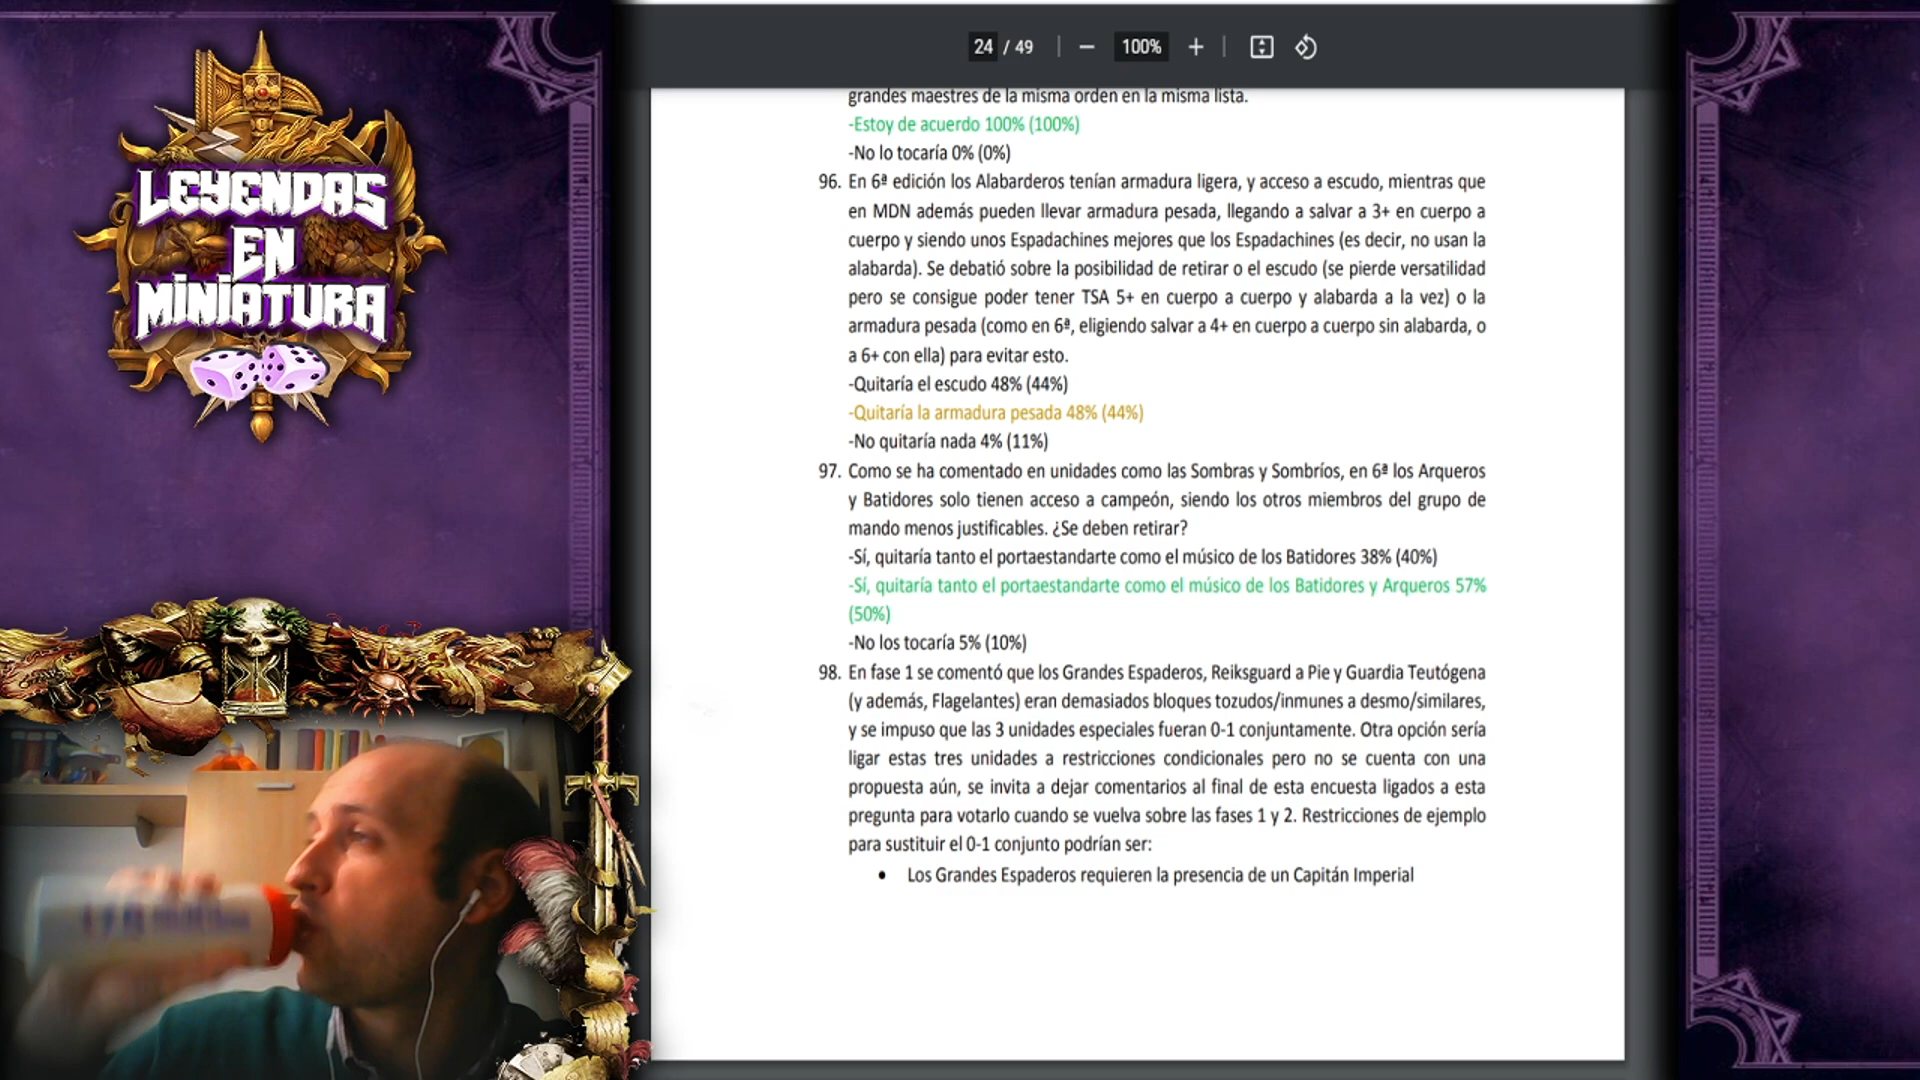 LEYENDAS
EN
MINIATURA
24 / 49
100%
grandes maestres de la misma orden en la misma lista.
-Estoy de acuerdo 100% (100%)
-No lo tocaría 0% (0%)
96. En 6ª edición los Alabarderos tenían armadura ligera, y acceso a escudo, mientras que
en MDN además pueden llevar armadura pesada, llegando a salvar a 3+ en cuerpo a
cuerpo y siendo unos Espadachines mejores que los Espadachines (es decir, no usan la
alabarda). Se debatió sobre la posibilidad de retirar o el escudo (se pierde versatilidad
pero se consigue poder tener TSA 5+ en cuerpo a cuerpo y alabarda a la vez) o la
armadura pesada (como en 6ª, eligiendo salvar a 4+ en cuerpo a cuerpo sin alabarda, o
a 6+ con ella) para evitar esto.
-Quitaría el escudo 48% (44%)
-Quitaría la armadura pesada 48% (44%)
-No quitaría nada 4% (11%)
97. Como se ha comentado en unidades como las Sombras y Sombríos, en 6ª los Arqueros
y Batidores solo tienen acceso a campeón, siendo los otros miembros del grupo de
mando menos justificables. ¿Se deben retirar?
-Sí, quitaría tanto el portaestandarte como el músico de los Batidores 38% (40%)
-Sí, quitaría tanto el portaestandarte como el músico de los Batidores y Arqueros 57%
(50%)
-No los tocaría 5% (10%)
98. En fase 1 se comentó que los Grandes Espaderos, Reiksguard a Pie y Guardia Teutógena
(y además, Flagelantes) eran demasiados bloques tozudos/inmunes a desmo/similares,
y se impuso que las 3 unidades especiales fueran 0-1 conjuntamente. Otra opción sería
ligar estas tres unidades a restricciones condicionales pero no se cuenta con una
propuesta aún, se invita a dejar comentarios al final de esta encuesta ligados a esta
pregunta para votarlo cuando se vuelva sobre las fases 1 y 2. Restricciones de ejemplo
para sustituir el 0-1 conjunto podrían ser:
• Los Grandes Espaderos requieren la presencia de un Capitán Imperial